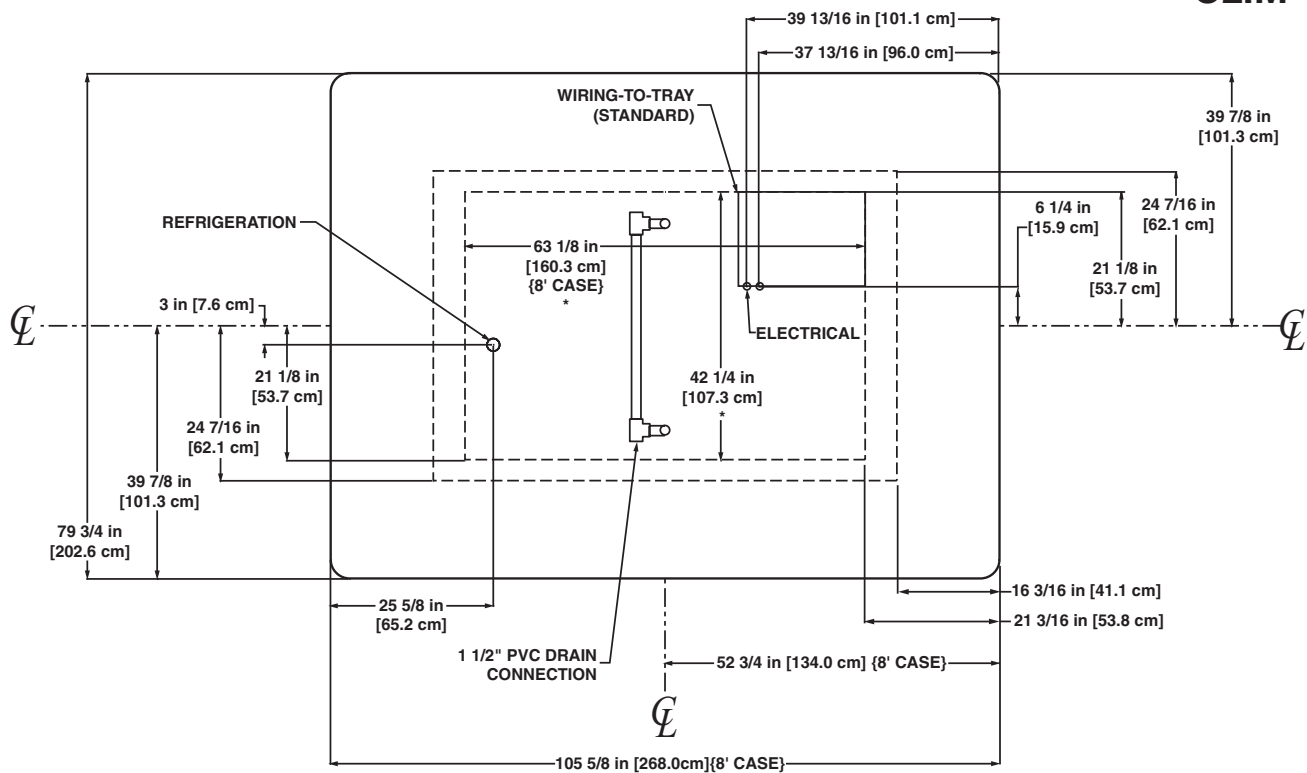 39 13/16 in [101.1 cm]
37 13/16 in [96.0 cm]
WIRING-TO-TRAY
(STANDARD)
39 7/8 in
[101.3 cm]
REFRIGERATION
6 1/4 in
[15.9 cm]
24 7/16 in
[62.1 cm]
63 1/8 in
[160.3 cm]
{8' CASE}
*
21 1/8 in
[53.7 cm]
3 in [7.6 cm]
ELECTRICAL
℄
℄
21 1/8 in
[53.7 cm]
42 1/4 in
[107.3 cm]
*
24 7/16 in
[62.1 cm]
39 7/8 in
[101.3 cm]
79 3/4 in
[202.6 cm]
16 3/16 in [41.1 cm]
25 5/8 in
[65.2 cm]
21 3/16 in [53.8 cm]
1 1/2" PVC DRAIN
CONNECTION
52 3/4 in [134.0 cm] {8' CASE}
℄
105 5/8 in [268.0cm]{8' CASE}